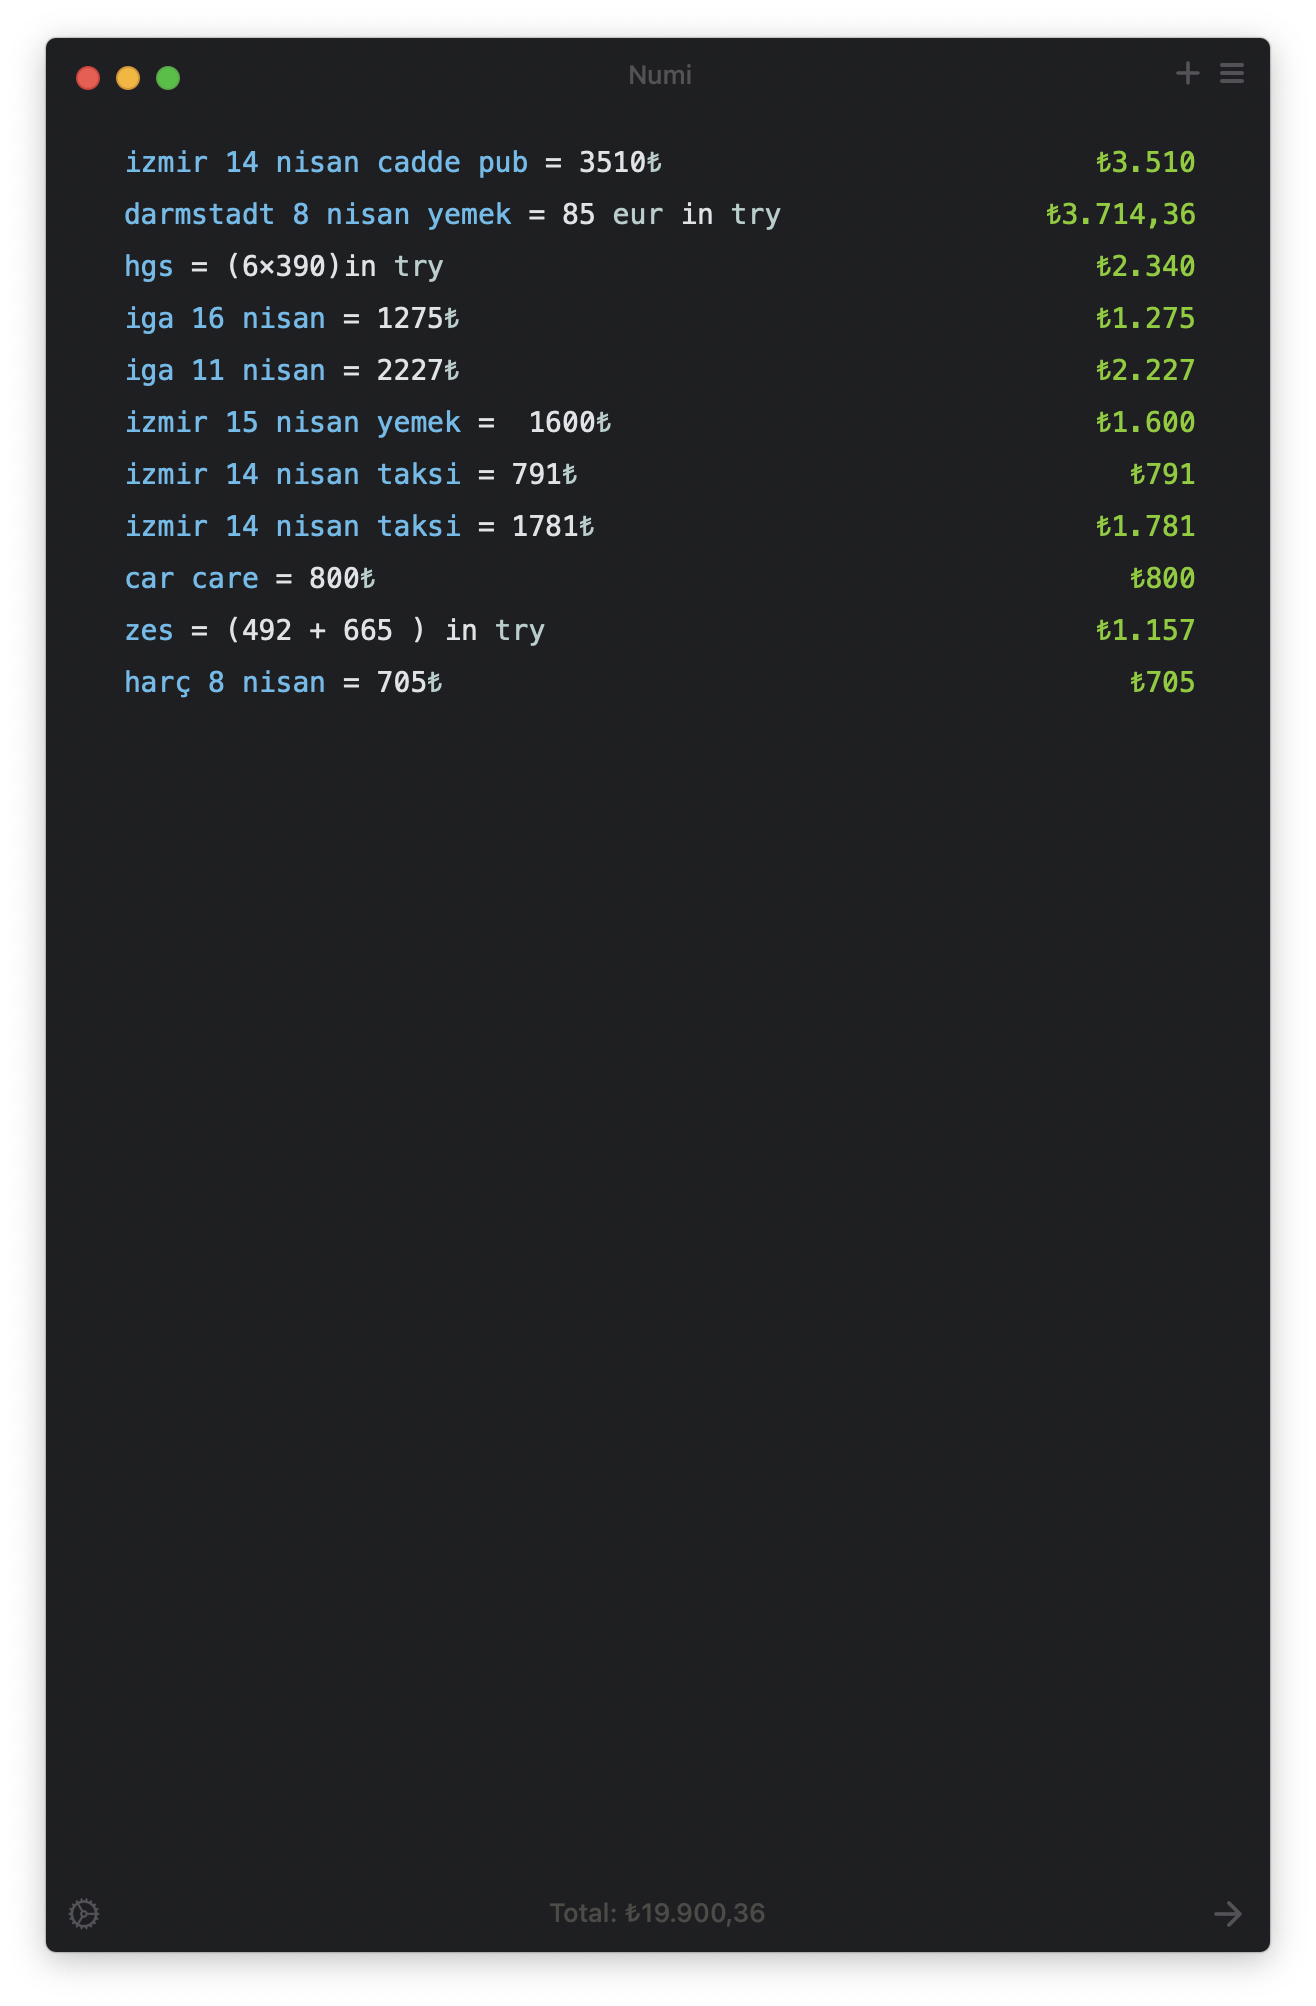 Numi
izmir 14 nisan cadde pub = 3510₺ ₺3.510
darmstadt 8 nisan yemek = 85 eur in try ₺3.714,36
hgs = (6×390)in try ₺2.340
iga 16 nisan = 1275₺ ₺1.275
iga 11 nisan = 2227₺ ₺2.227
izmir 15 nisan yemek =  1600₺ ₺1.600
izmir 14 nisan taksi = 791₺ ₺791
izmir 14 nisan taksi = 1781₺ ₺1.781
car care = 800₺ ₺800
zes = (492 + 665 ) in try ₺1.157
harç 8 nisan = 705₺ ₺705
Total: ₺19.900,36